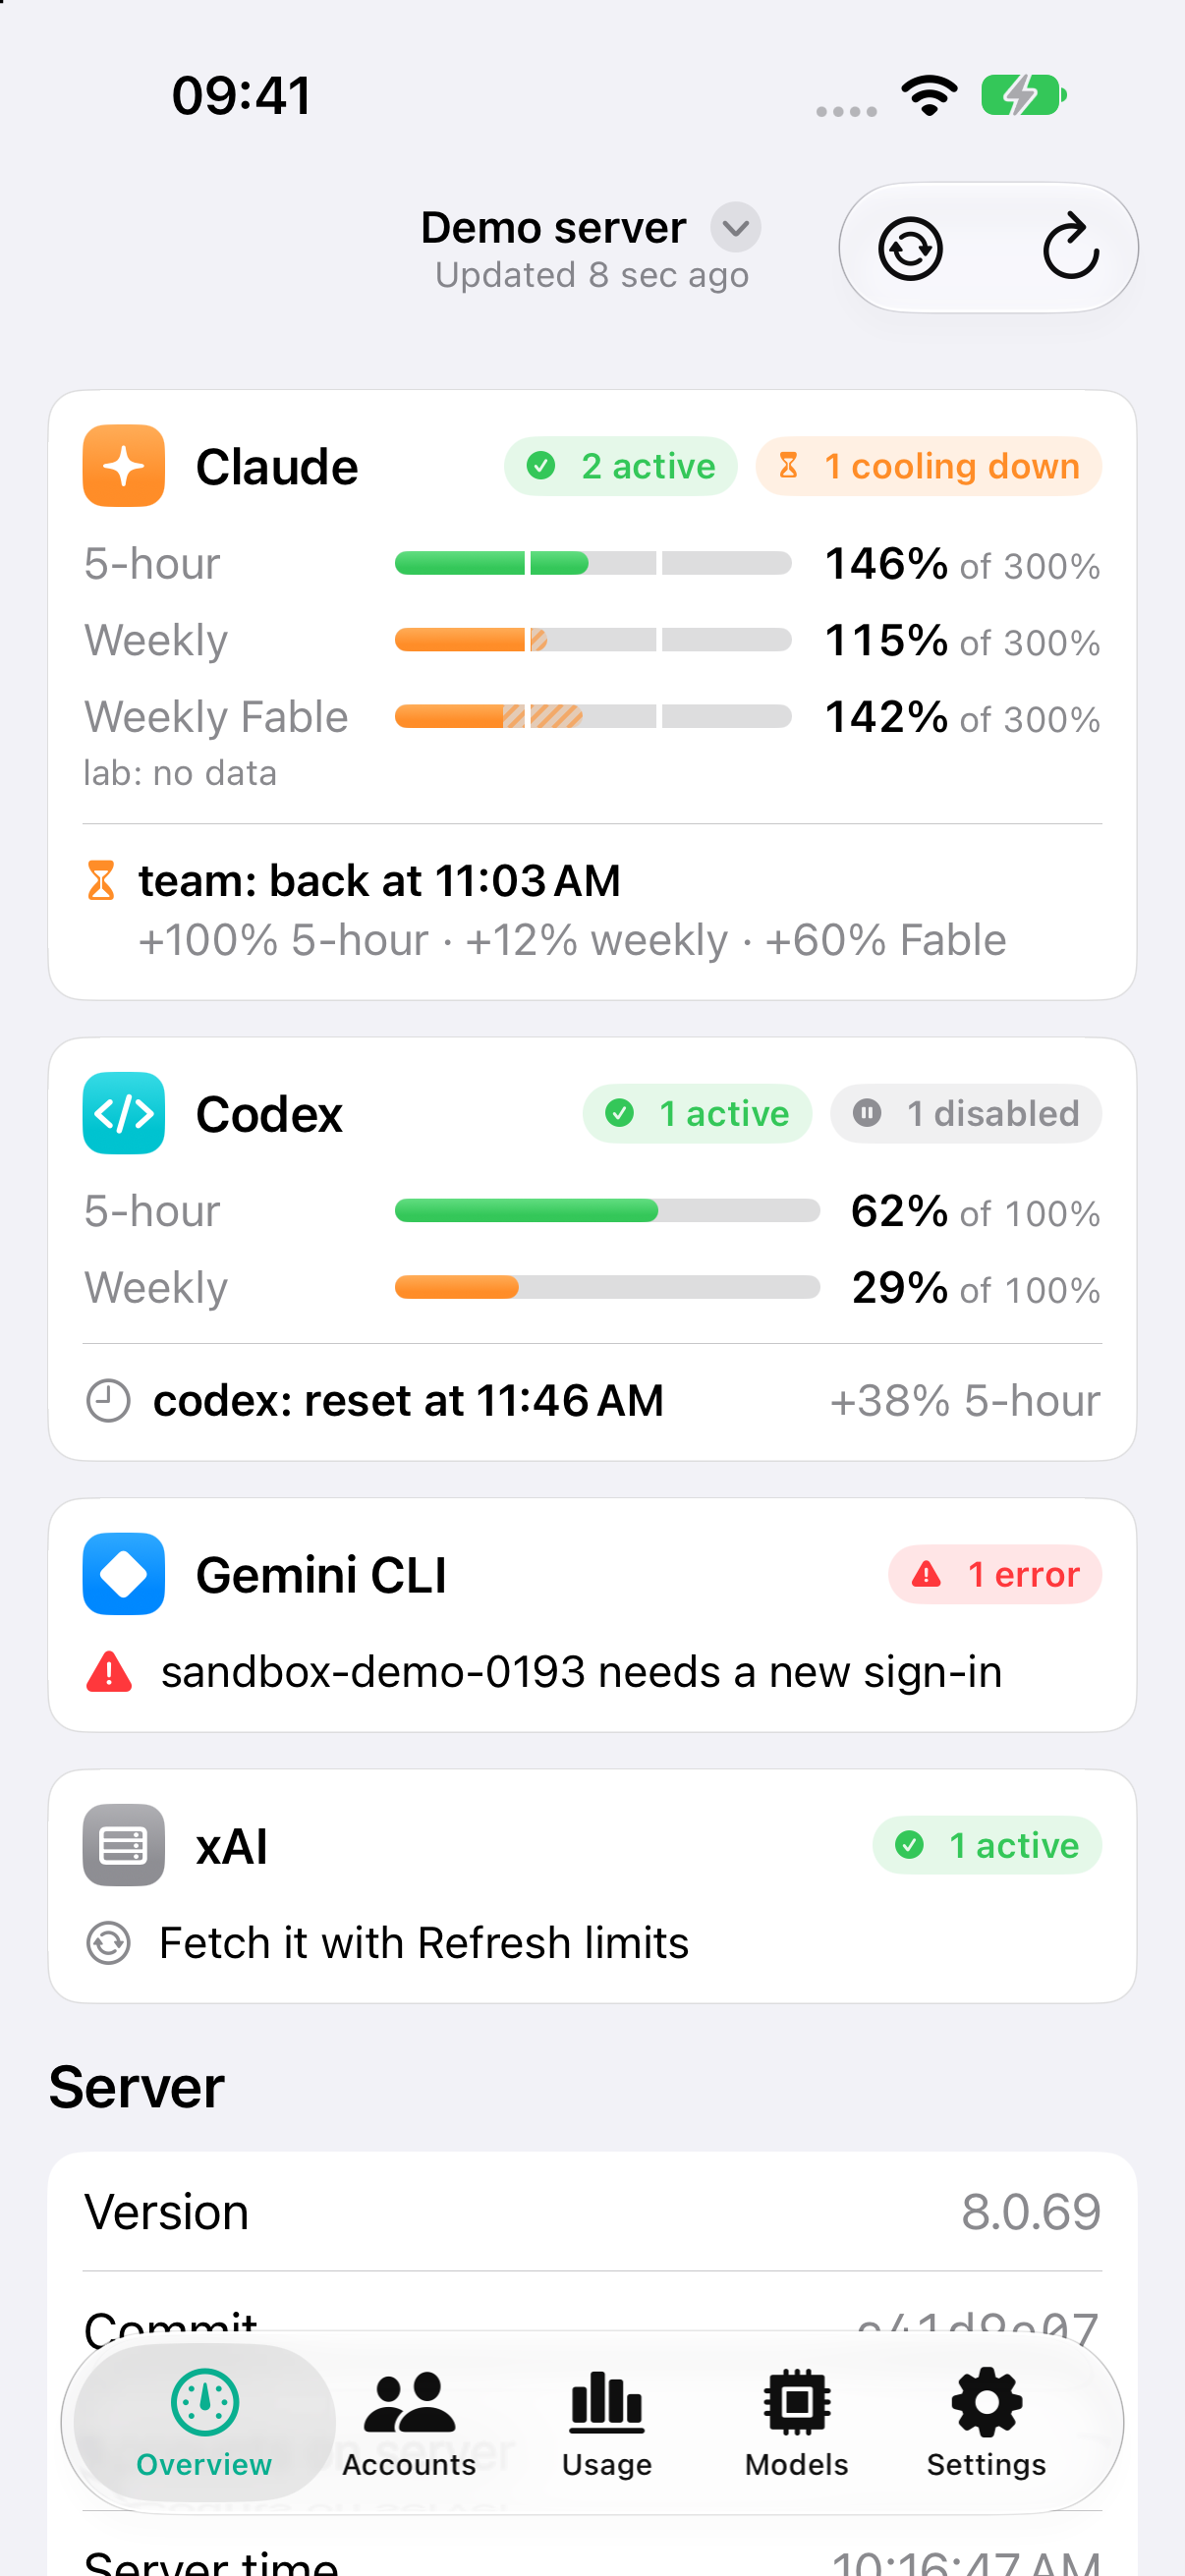 09:41
Demo server
Updated 8 sec ago
Claude
2 active
1 cooling down
5-hour
146% of 300%
Weekly
115% of 300%
Weekly Fable
142% of 300%
lab: no data
team: back at 11:03 AM
+100% 5-hour · +12% weekly · +60% Fable
Codex
1 active
1 disabled
5-hour
62% of 100%
Weekly
29% of 100%
codex: reset at 11:46 AM
+38% 5-hour
Gemini CLI
1 error
sandbox-demo-0193 needs a new sign-in
xAI
1 active
Fetch it with Refresh limits
Server
Version
8.0.69
Commit
Overview
Accounts
Usage
Models
Settings
Server time
10:16:47 AM